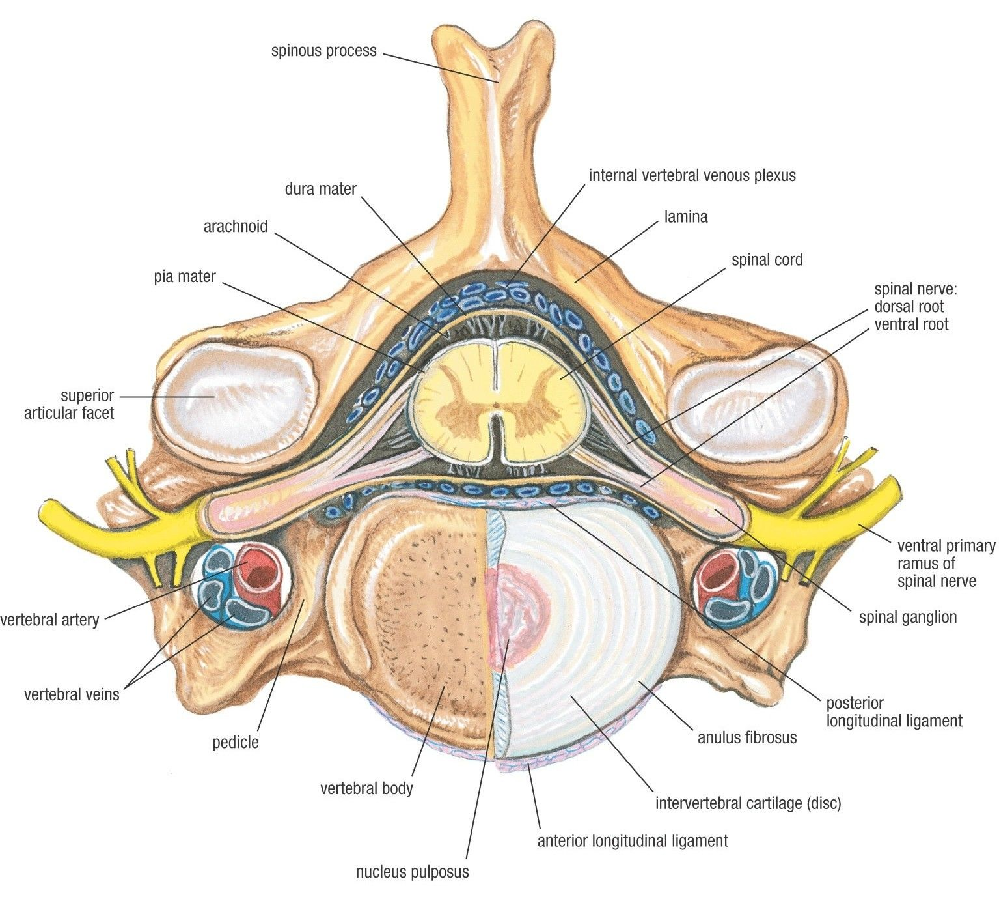 spinous process
internal vertebral venous plexus
dura mater
lamina
arachnoid
spinal cord
pia mater
spinal nerve:
dorsal root
ventral root
superior
articular facet
ventral primary
ramus of
spinal nerve
vertebral artery
spinal ganglion
vertebral veins
posterior
longitudinal ligament
pedicle
anulus fibrosus
vertebral body
intervertebral cartilage (disc)
anterior longitudinal ligament
nucleus pulposus